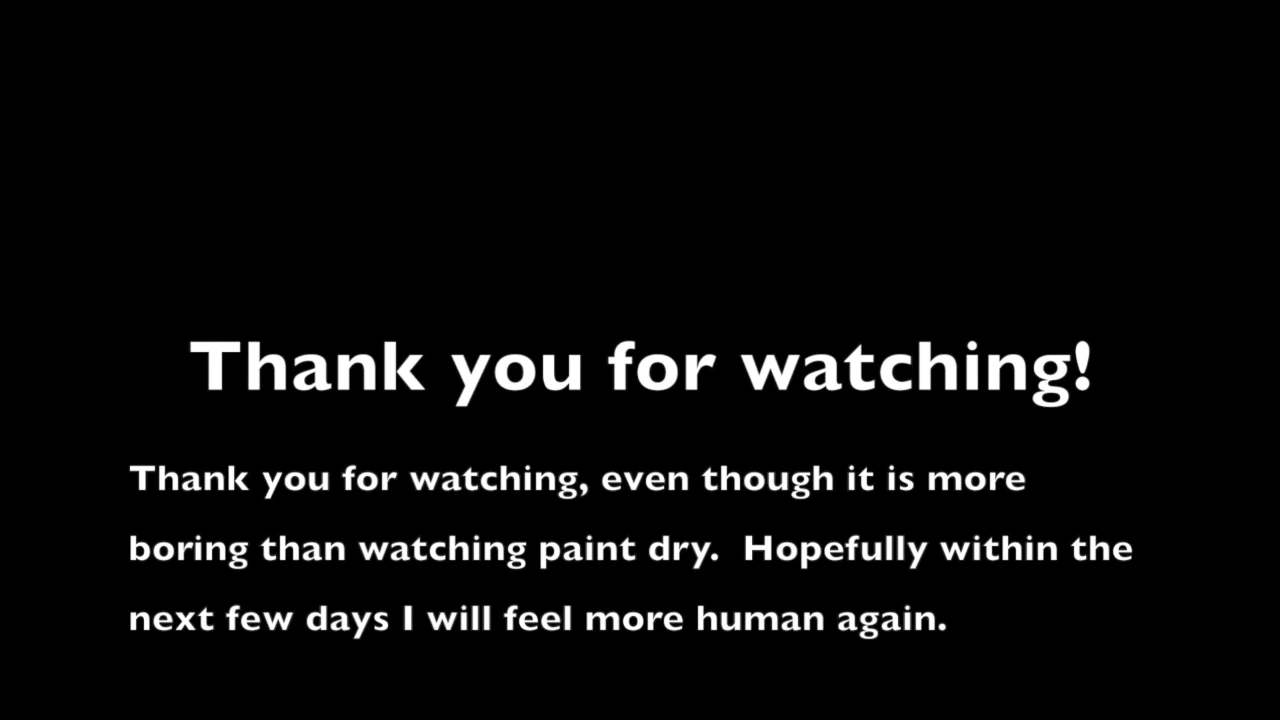 Thank you for watching!
Thank you for watching, even though it is more
boring than watching paint dry.  Hopefully within the
next few days I will feel more human again.